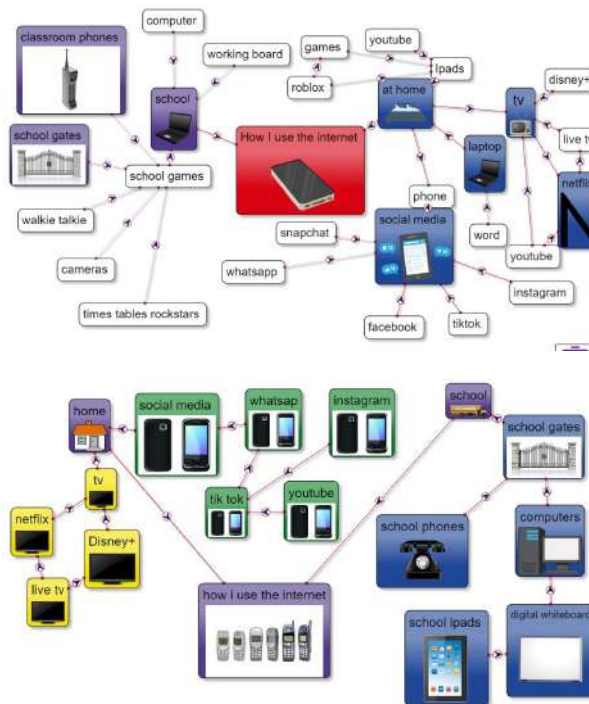 computer
classroom phones
working board
games
youtube
Ipads
roblox
school
at home
tv
disney+
school gates
How I use the internet
laptop
live tv
school games
netflix
phone
walkie talkie
social media
snapchat
word
youtube
cameras
whatsapp
instagram
times tables rockstars
facebook
tiktok
home
social media
whatsap
instagram
school
school gates
tv
tik tok
youtube
netflix
Disney+
school phones
computers
live tv
how i use the internet
school ipads
digital whiteboard